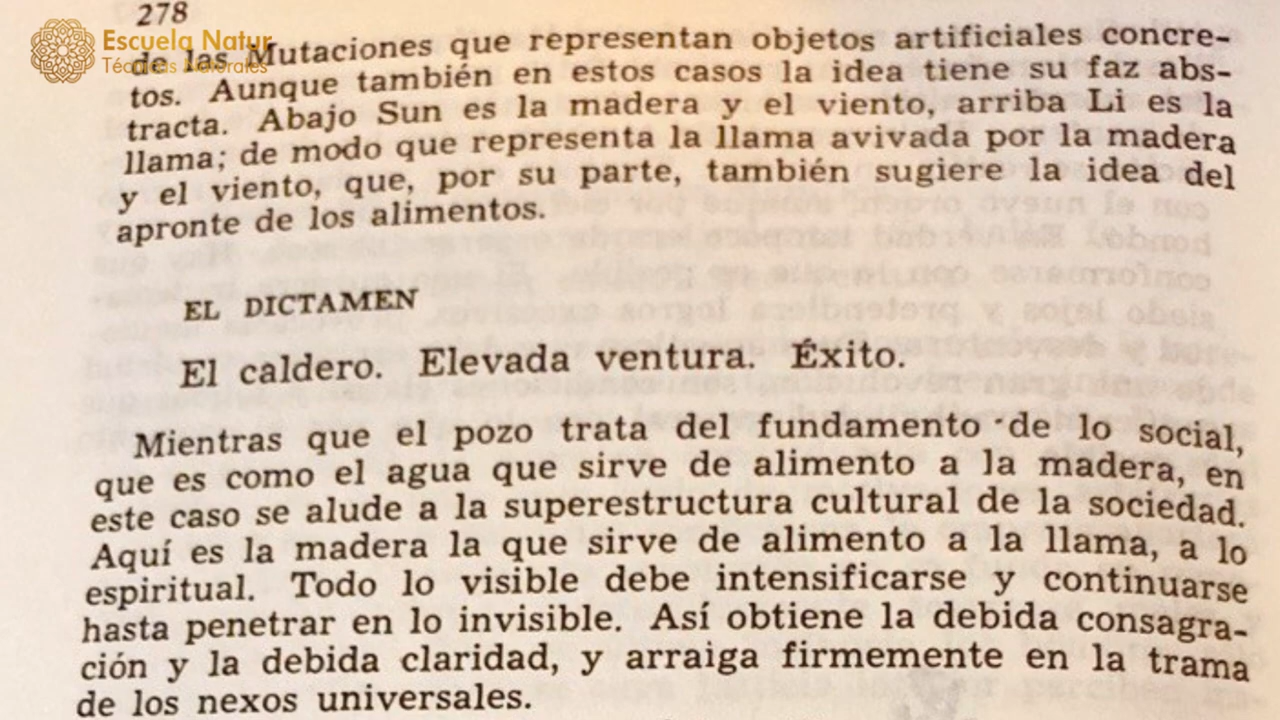 278
Escuela Natur
Técnicas Naturales
de las Mutaciones que representan objetos artificiales concre-
tos. Aunque también en estos casos la idea tiene su faz abs-
tracta. Abajo Sun es la madera y el viento, arriba Li es la
llama; de modo que representa la llama avivada por la madera
y el viento, que, por su parte, también sugiere la idea del
apronte de los alimentos.
EL DICTAMEN
El caldero. Elevada ventura. Éxito.
Mientras que el pozo trata del fundamento de lo social,
que es como el agua que sirve de alimento a la madera, en
este caso se alude a la superestructura cultural de la sociedad.
Aquí es la madera la que sirve de alimento a la llama, a lo
espiritual. Todo lo visible debe intensificarse y continuarse
hasta penetrar en lo invisible. Así obtiene la debida consagra-
ción y la debida claridad, y arraiga firmemente en la trama
de los nexos universales.